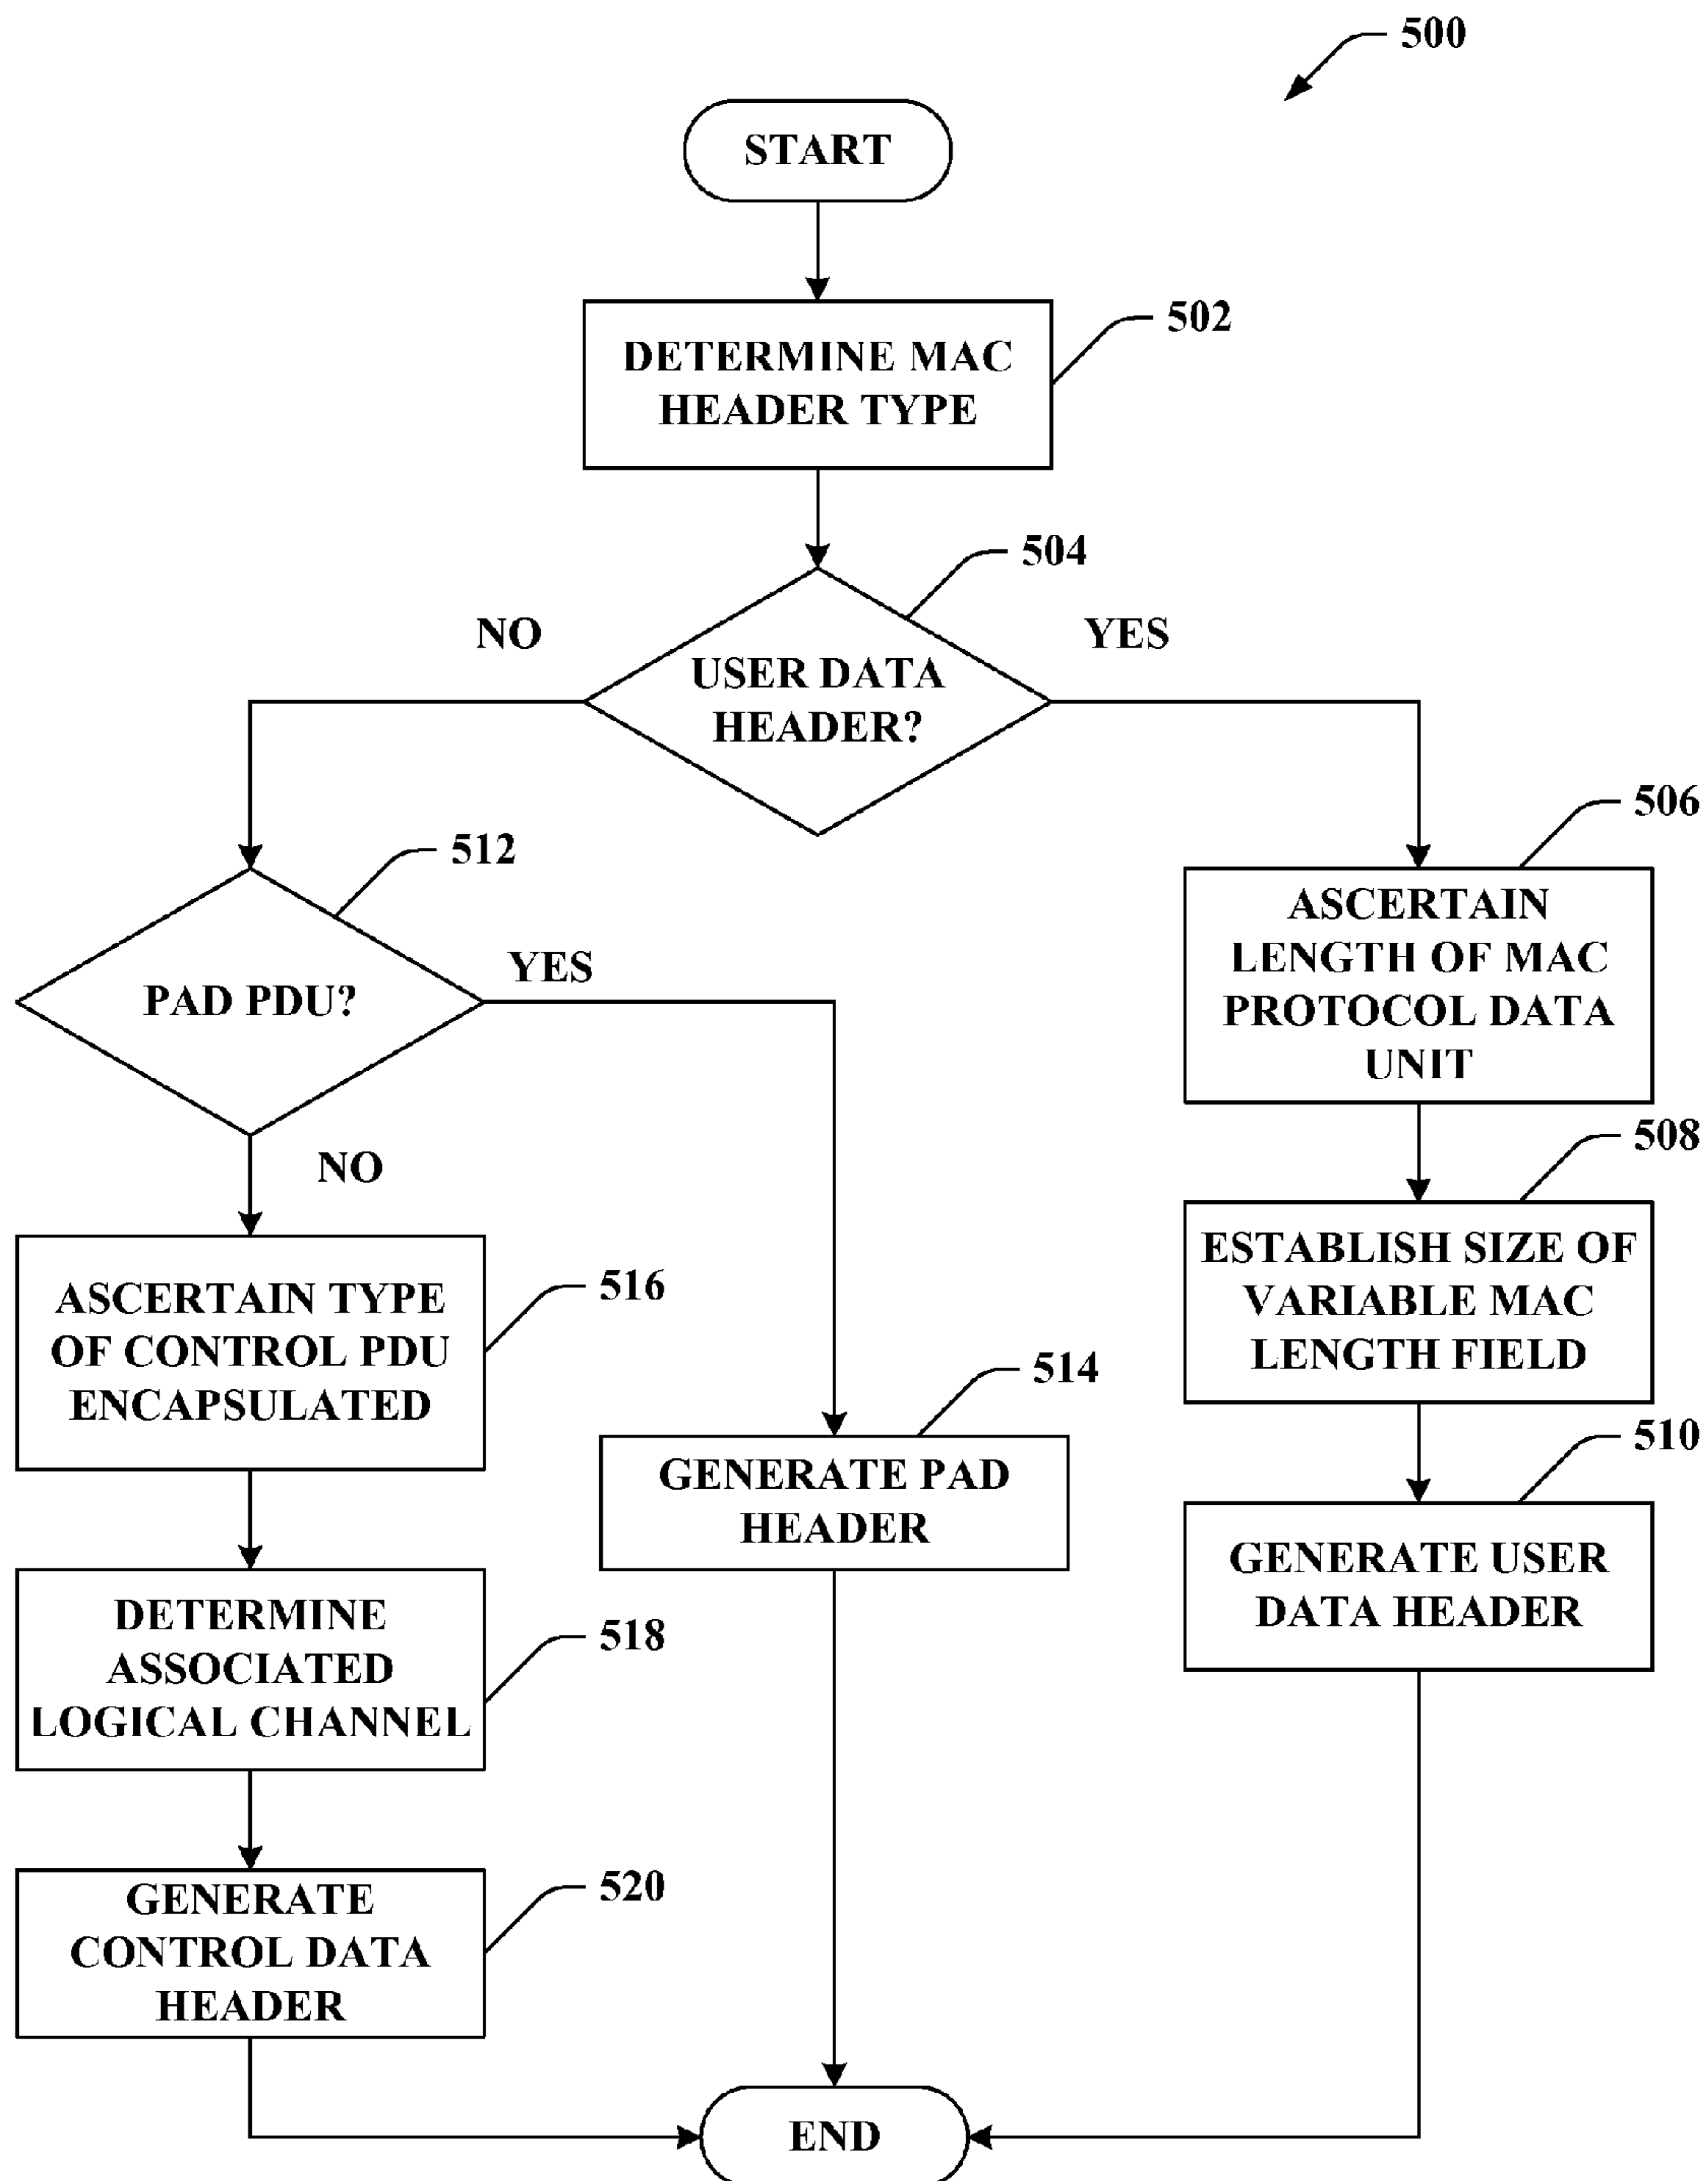 500
START
502
DETERMINE MAC
HEADER TYPE
504
NO
YES
USER DATA
HEADER?
506
ASCERTAIN
LENGTH OF MAC
PROTOCOL DATA
UNIT
512
YES
PAD PDU?
NO
508
ESTABLISH SIZE OF
VARIABLE MAC
LENGTH FIELD
516
ASCERTAIN TYPE
OF CONTROL PDU
ENCAPSULATED
514
GENERATE PAD
HEADER
510
GENERATE USER
DATA HEADER
518
DETERMINE
ASSOCIATED
LOGICAL CHANNEL
520
GENERATE
CONTROL DATA
HEADER
END